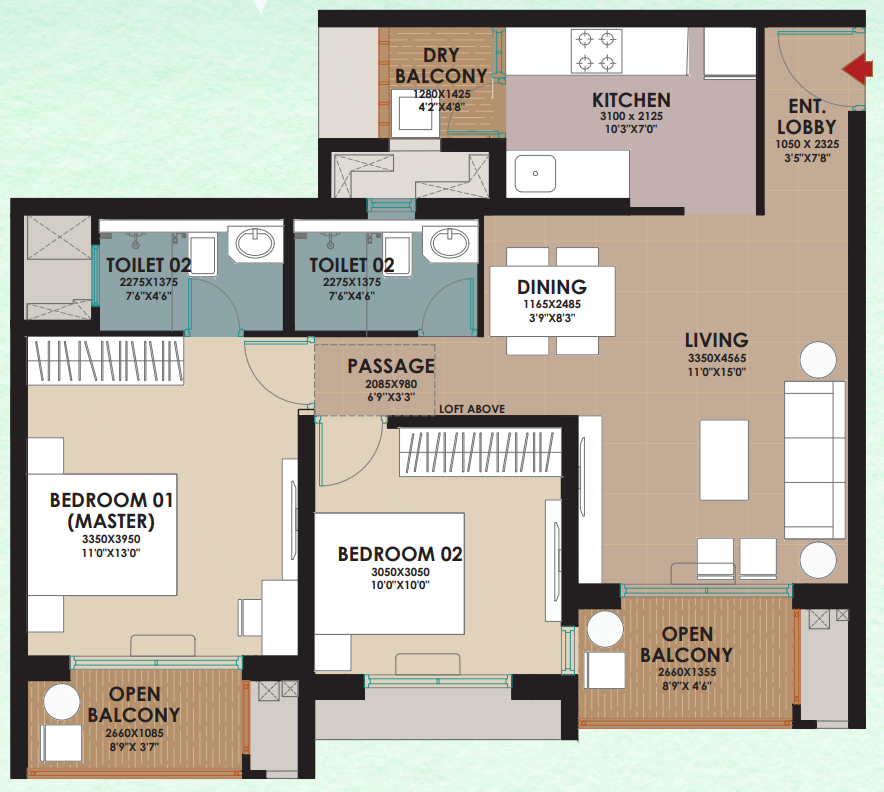 DRY
BALCONY
1280X1425
4'2"X4'8"
KITCHEN
3100 x 2125
10'3"X7'0"
ENT.
LOBBY
1050 X 2325
3'5"X7'8"
TOILET 02
2275X1375
7'6"X4'6"
TOILET 02
2275X1375
7'6"X4'6"
DINING
1165X2485
3'9"X8'3"
LIVING
3350X4565
11'0"X15'0"
PASSAGE
2085X980
6'9"X3'3"
LOFT ABOVE
BEDROOM 01
(MASTER)
3350X3950
11'0"X13'0"
BEDROOM 02
3050X3050
10'0"X10'0"
OPEN
BALCONY
2660X1355
8'9"X 4'6"
OPEN
BALCONY
2660X1085
8'9"X 3'7"